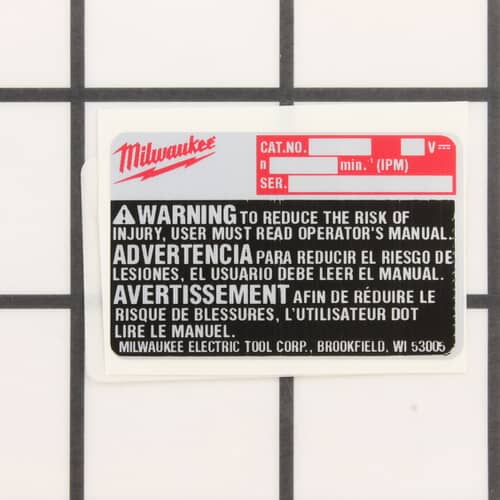 Milwaukee
CAT.NO. V
n min.⁻¹ (IPM)
SER.
WARNING TO REDUCE THE RISK OF
INJURY, USER MUST READ OPERATOR'S MANUAL.
ADVERTENCIA PARA REDUCIR EL RIESGO DE
LESIONES, EL USUARIO DEBE LEER EL MANUAL.
AVERTISSEMENT AFIN DE RÉDUIRE LE
RISQUE DE BLESSURES, L'UTILISATEUR DOT
LIRE LE MANUEL.
MILWAUKEE ELECTRIC TOOL CORP., BROOKFIELD, WI 53005